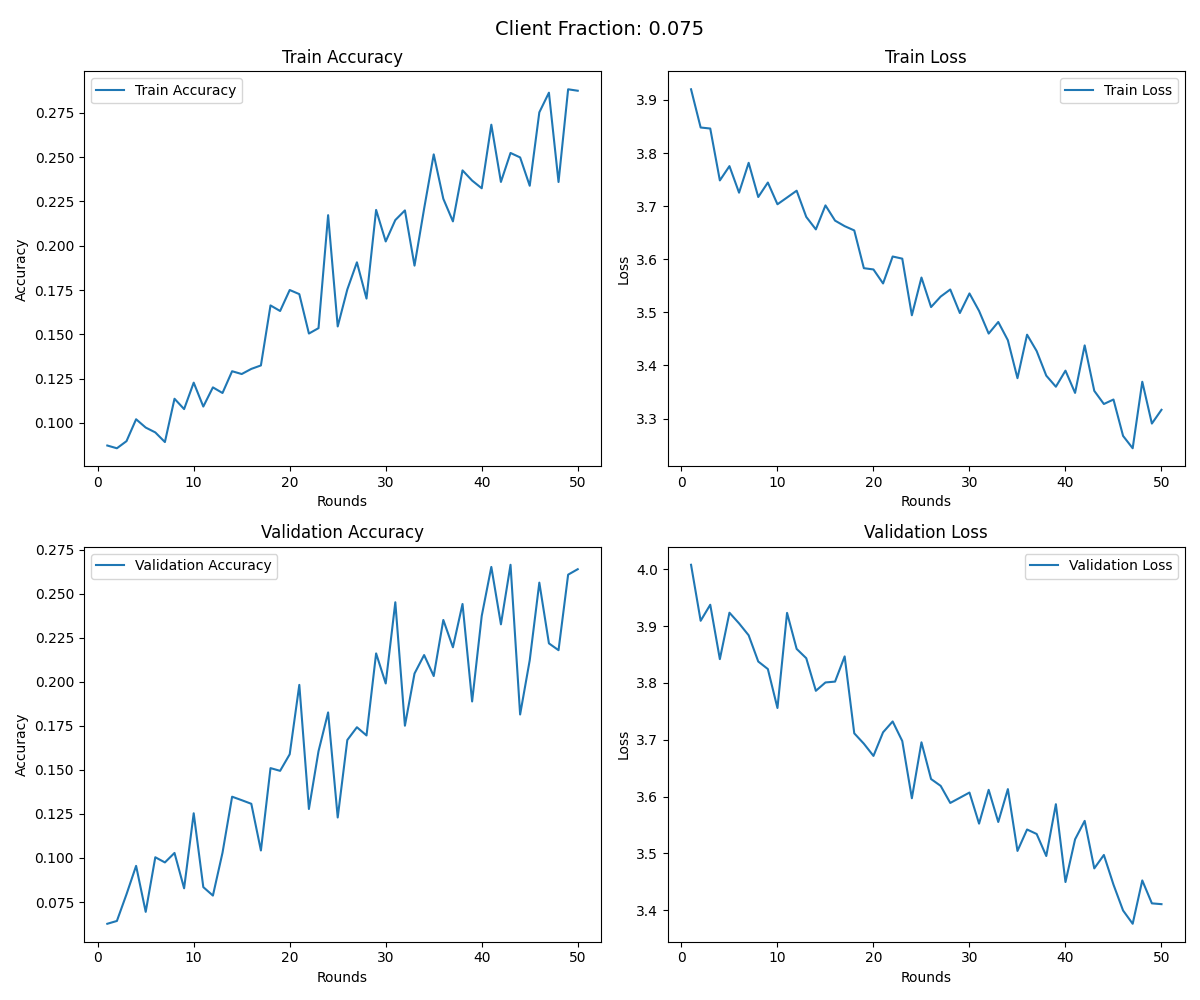 Client Fraction: 0.075
Train Accuracy
Train Accuracy
0.275
0.250
0.225
0.200
0.175
0.150
0.125
0.100
Accuracy
0 10 20 30 40 50
Rounds
Train Loss
Train Loss
3.9
3.8
3.7
3.6
3.5
3.4
3.3
Loss
0 10 20 30 40 50
Rounds
Validation Accuracy
Validation Accuracy
0.275
0.250
0.225
0.200
0.175
0.150
0.125
0.100
0.075
Accuracy
0 10 20 30 40 50
Rounds
Validation Loss
Validation Loss
4.0
3.9
3.8
3.7
3.6
3.5
3.4
Loss
0 10 20 30 40 50
Rounds